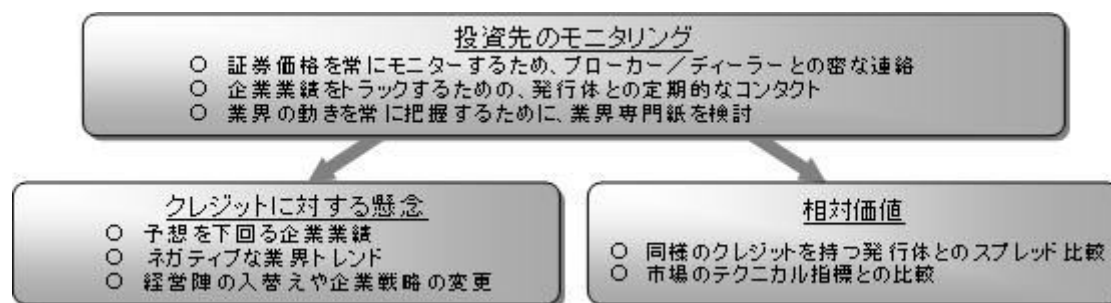 投資先のモニタリング
○ 証券価格を常にモニターするため、ブローカー／ディーラーとの密な連絡
○ 企業業績をトラックするための、発行体との定期的なコンタクト
○ 業界の動きを常に把握するために、業界専門紙を検討
クレジットに対する懸念
○ 予想を下回る企業業績
○ ネガティブな業界トレンド
○ 経営陣の入替えや企業戦略の変更
相対価値
○ 同様のクレジットを持つ発行体とのスプレッド比較
○ 市場のテクニカル指標との比較